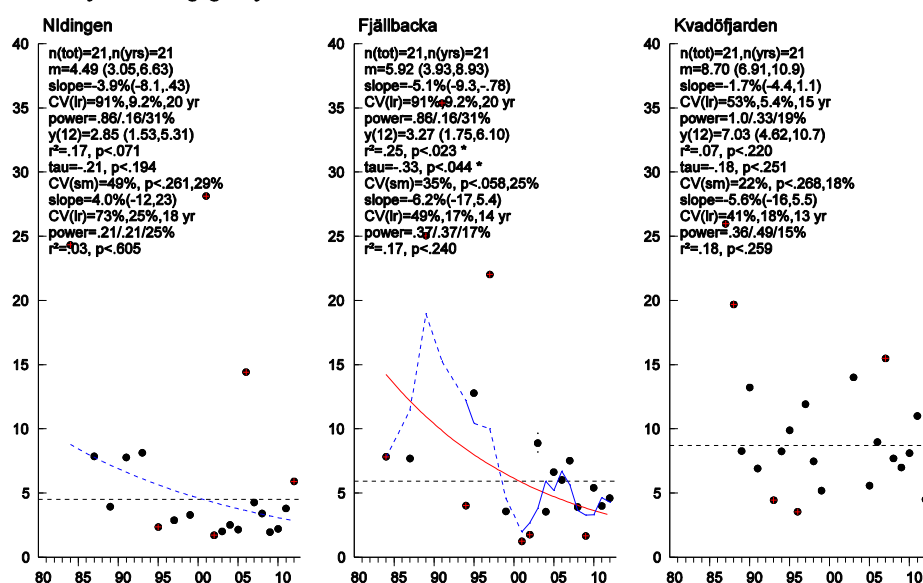 Nldingen
n(tot)=21,n(yrs)=21
m=4.49 (3.05,6.63)
slope=-3.9%(-8.1,.43)
CV(lr)=91%,9.2%,20 yr
power=.86/.16/31%
y(12)=2.85 (1.53,5.31)
r²=.17, p<.071
tau=-.21, p<.194
CV(sm)=49%, p<.261,29%
slope=4.0%(-12,23)
CV(lr)=73%,25%,18 yr
power=.21/.21/25%
r²=.03, p<.605
40
35
30
25
20
15
10
5
0
80 85 90 95 00 05 10
Fjällbacka
n(tot)=21,n(yrs)=21
m=5.92 (3.93,8.93)
slope=-5.1%(-9.3,-.78)
CV(lr)=91%,9.2%,20 yr
power=.86/.16/31%
y(12)=3.27 (1.75,6.10)
r²=.25, p<.023 *
tau=-.33, p<.044 *
CV(sm)=35%, p<.058,25%
slope=-6.2%(-17,5.4)
CV(lr)=49%,17%,14 yr
power=.37/.37/17%
r²=.17, p<.240
40
35
30
25
20
15
10
5
0
80 85 90 95 00 05 10
Kvadöfjarden
n(tot)=21,n(yrs)=21
m=8.70 (6.91,10.9)
slope=-1.7%(-4.4,1.1)
CV(lr)=53%,5.4%,15 yr
power=1.0/.33/19%
y(12)=7.03 (4.62,10.7)
r²=.07, p<.220
tau=-.18, p<.251
CV(sm)=22%, p<.268,18%
slope=-5.6%(-16,5.5)
CV(lr)=41%,18%,13 yr
power=.36/.49/15%
r²=.18, p<.259
40
35
30
25
20
15
10
5
0
80 85 90 95 00 05 10